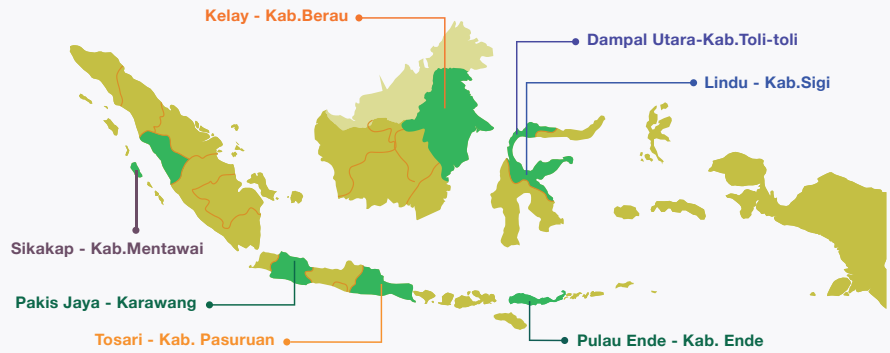 Kelay - Kab.Berau
Dampal Utara-Kab.Toli-toli
Lindu - Kab.Sigi
Sikakap - Kab.Mentawai
Pakis Jaya - Karawang
Tosari - Kab. Pasuruan
Pulau Ende - Kab. Ende